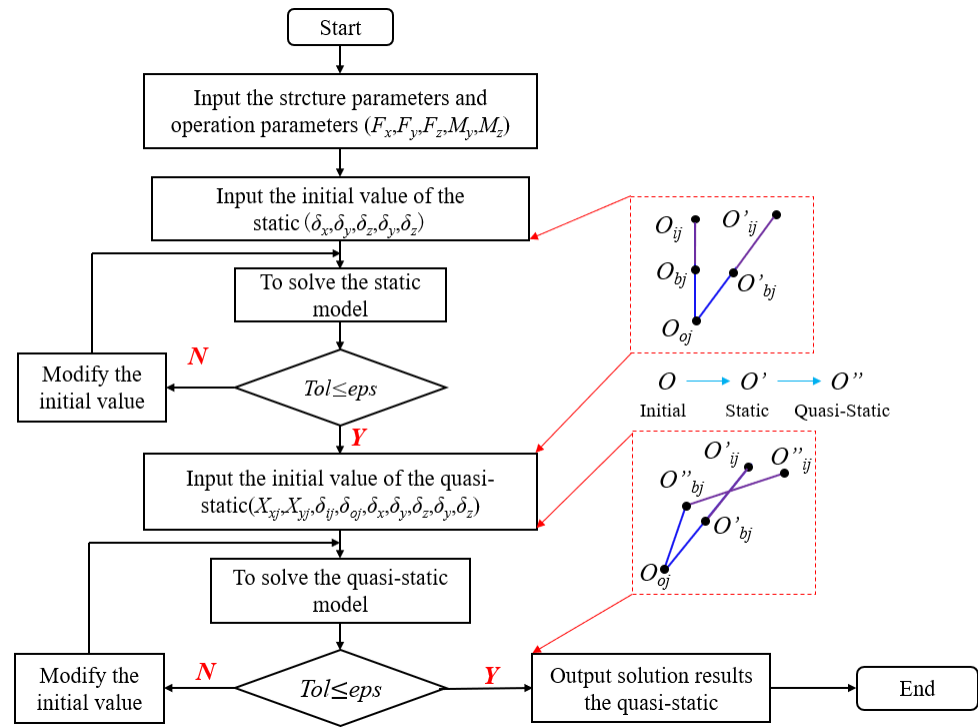 Start
Input the strcture parameters and
operation parameters (Fx,Fy,Fz,My,Mz)
Input the initial value of the
static (δx,δy,δz,δy,δz)
To solve the static
model
N
Modify the
initial value
Tol≤eps
Y
Input the initial value of the quasi-
static(Xxj,Xyj,δij,δoj,δx,δy,δz,δy,δz)
To solve the quasi-static
model
N
Modify the
initial value
Tol≤eps
Y
Output solution results
the quasi-static
End
Oij
O’ij
Obj
O’bj
Ooj
O
O’
O’’
Initial
Static
Quasi-Static
O’ij
O’’ij
O’’bj
O’bj
Ooj